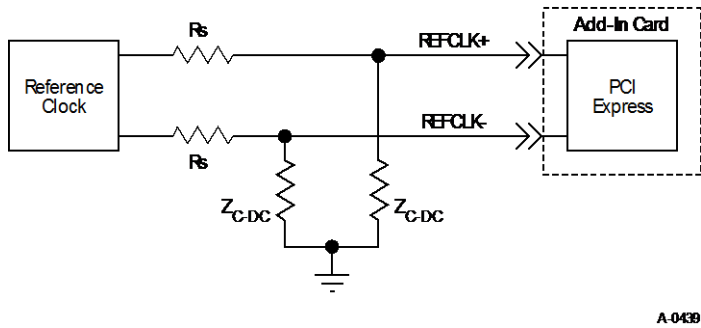 Rs
Add-In Card
REFCLK+
Reference
Clock
PCI
Express
REFCLK-
Rs
ZC-DC
ZC-DC
A-0439